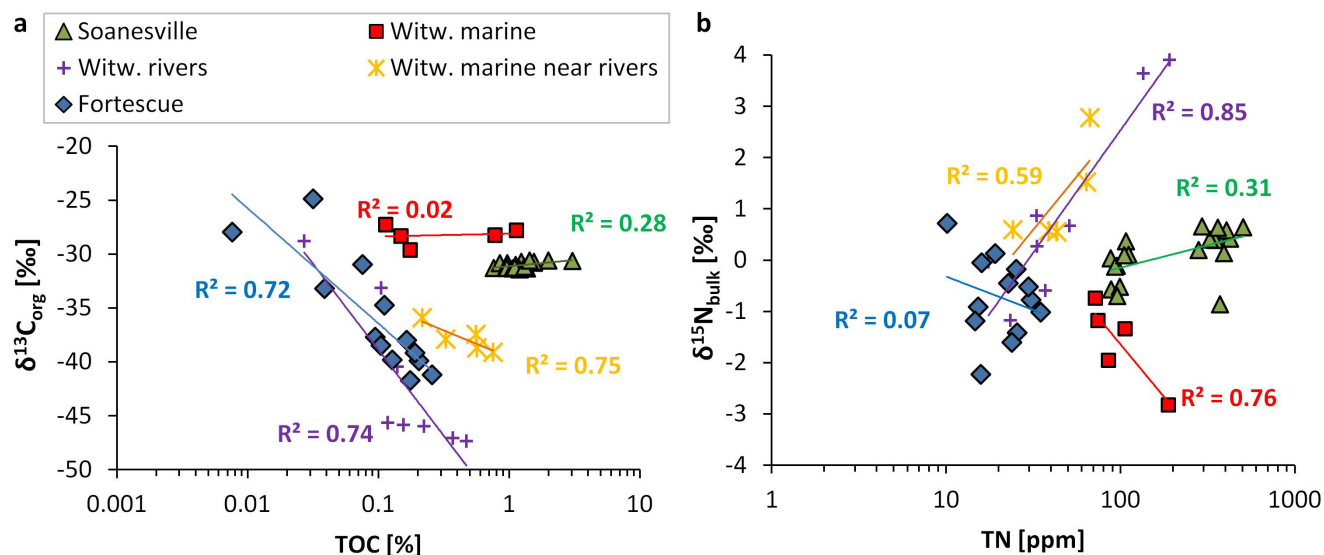 a
Soanesville
Witw. marine
Witw. rivers
Witw. marine near rivers
Fortescue
-20
-25
-30
-35
-40
-45
-50
δ¹³C_org [‰]
R² = 0.02
R² = 0.28
R² = 0.72
R² = 0.75
R² = 0.74
0.001
0.01
0.1
1
10
TOC [%]
b
4
3
2
1
0
-1
-2
-3
-4
δ¹⁵N_bulk [‰]
R² = 0.85
R² = 0.59
R² = 0.31
R² = 0.07
R² = 0.76
1
10
100
1000
TN [ppm]